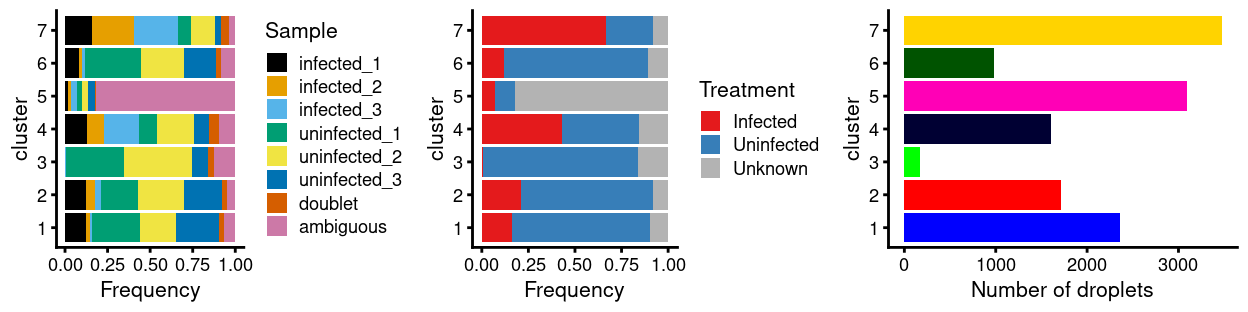 cluster
7
6
5
4
3
2
1
0.00 0.25 0.50 0.75 1.00
Frequency
Sample
infected_1
infected_2
infected_3
uninfected_1
uninfected_2
uninfected_3
doublet
ambiguous
cluster
7
6
5
4
3
2
1
0.00 0.25 0.50 0.75 1.00
Frequency
Treatment
Infected
Uninfected
Unknown
cluster
7
6
5
4
3
2
1
0 1000 2000 3000
Number of droplets